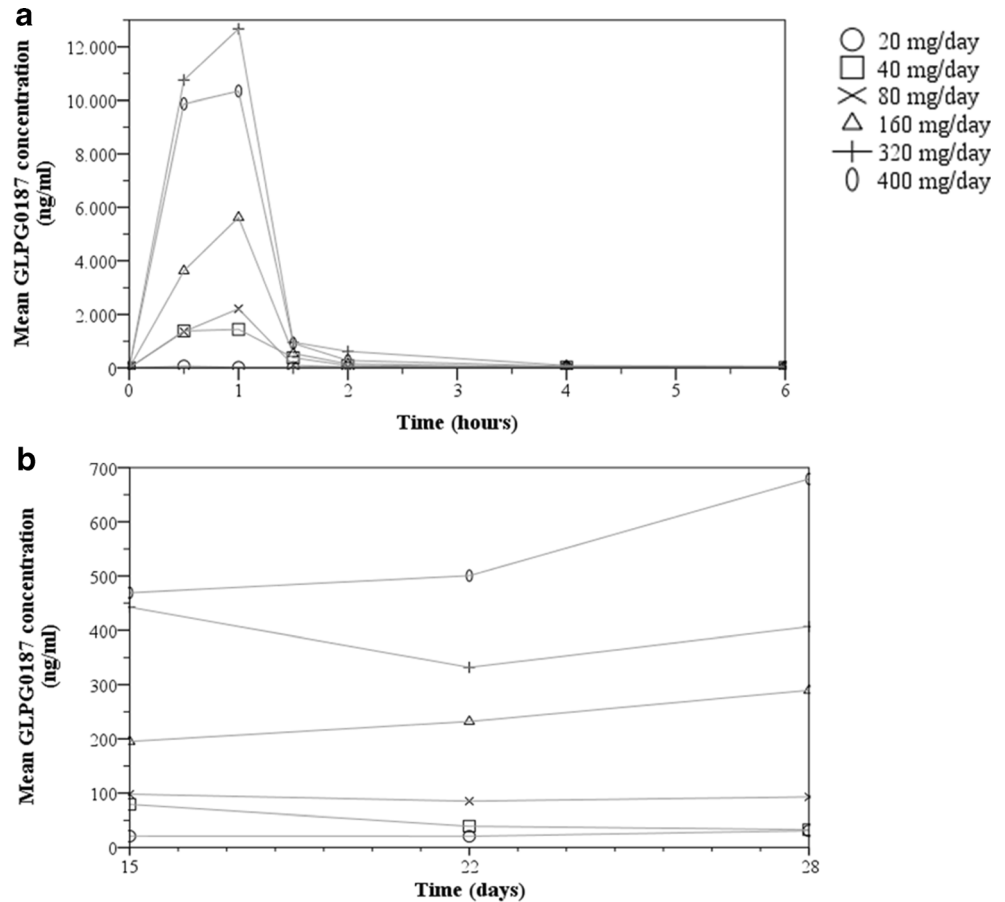 a
Mean GLPG0187 concentration
(ng/ml)
12.000
10.000
8.000
6.000
4.000
2.000
0
0 1 2 3 4 5 6
Time (hours)
20 mg/day
40 mg/day
80 mg/day
160 mg/day
320 mg/day
400 mg/day
b
Mean GLPG0187 concentration
(ng/ml)
700
600
500
400
300
200
100
0
15 22 28
Time (days)